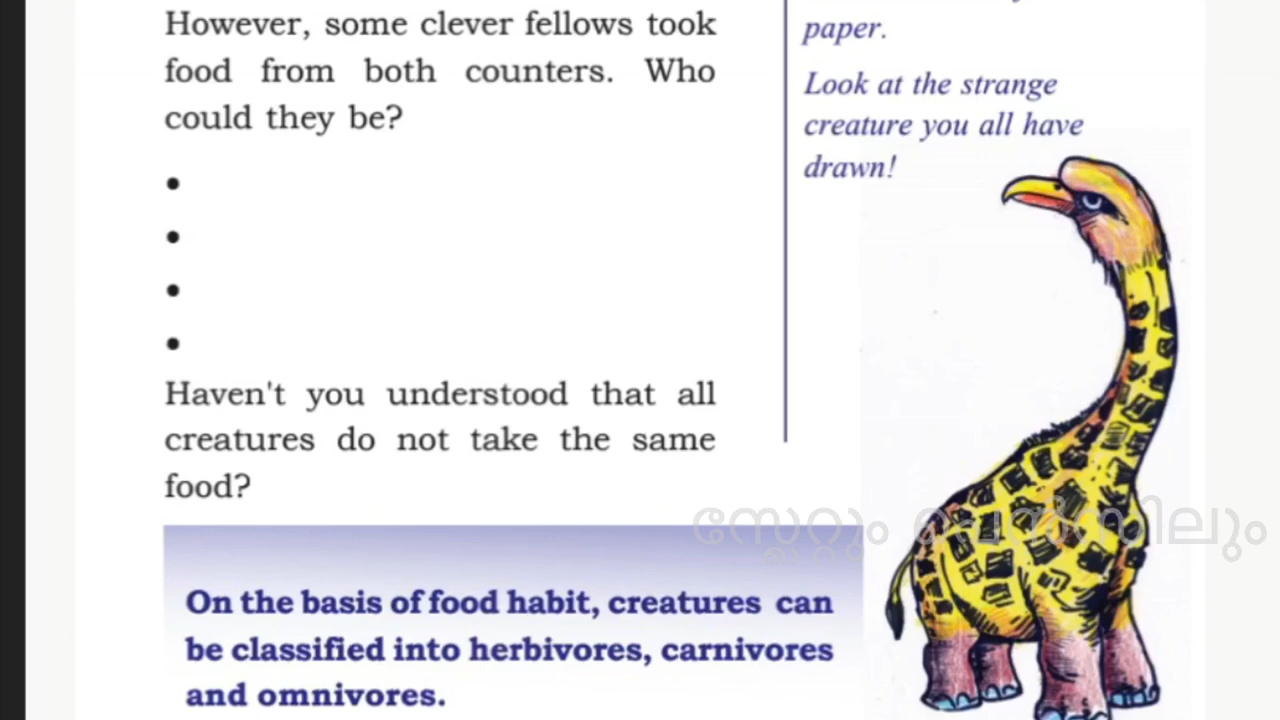 However, some clever fellows took
food from both counters. Who
could they be?
•
•
•
•
Haven't you understood that all
creatures do not take the same
food?
On the basis of food habit, creatures can
be classified into herbivores, carnivores
and omnivores.
paper.
Look at the strange
creature you all have
drawn!
സ്ലേറ്റും പെൻസിലും